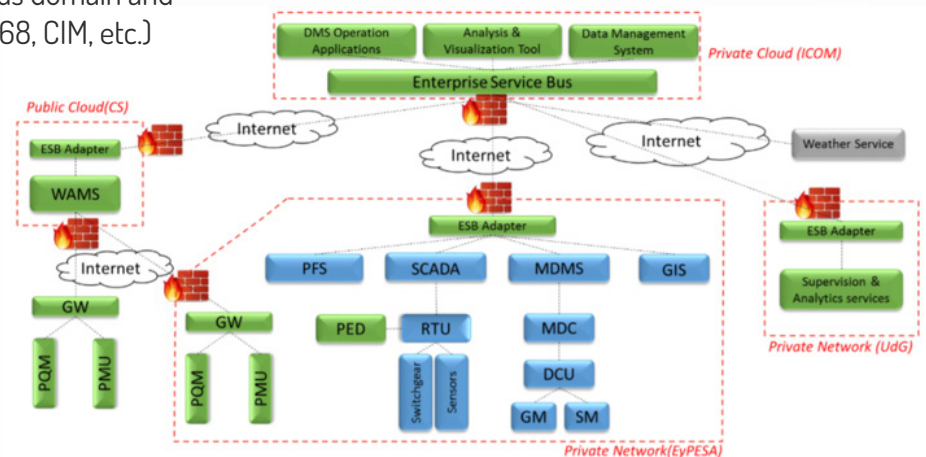 us domain and
68, CIM, etc.)
DMS Operation
Applications
Analysis &
Visualization Tool
Data Management
System
Private Cloud (ICOM)
Enterprise Service Bus
Public Cloud(CS)
Internet
Internet
Internet
Weather Service
ESB Adapter
WAMS
ESB Adapter
ESB Adapter
Internet
PFS
SCADA
MDMS
GIS
Supervision &
Analytics services
GW
GW
PED
RTU
MDC
Private Network (UdG)
PQM
PMU
PQM
PMU
Switchgear
Sensors
DCU
GM
SM
Private Network(EyPESA)